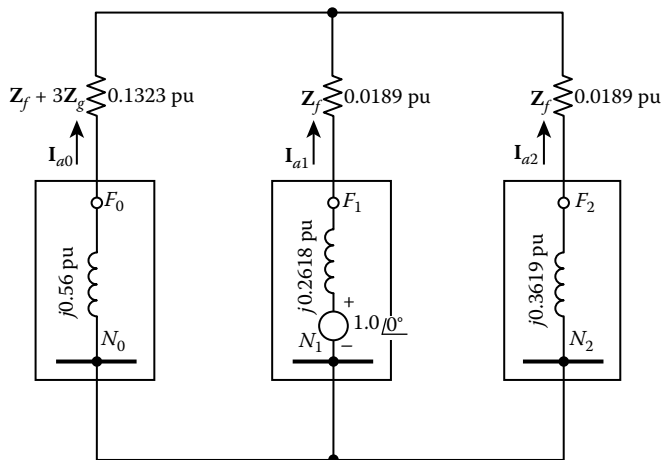 Z_f + 3Z_g 0.1323 pu
Z_f 0.0189 pu
Z_f 0.0189 pu
I_a0
I_a1
I_a2
F_0
F_1
F_2
j0.56 pu
j0.2618 pu
j0.3619 pu
+
1.0/0°
−
N_0
N_1
N_2